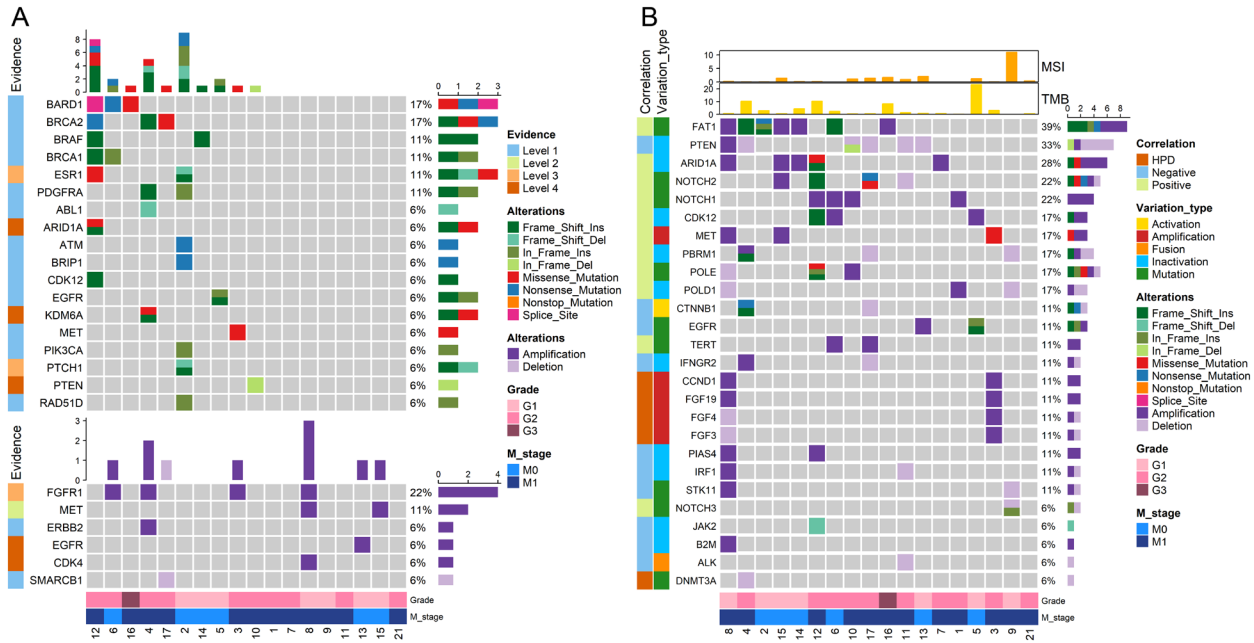 A
Evidence
8
6
4
2
0
0 1 2 3
BARD1 17%
BRCA2 17%
BRAF 11%
BRCA1 11%
ESR1 11%
PDGFRA 11%
ABL1 6%
ARID1A 6%
ATM 6%
BRIP1 6%
CDK12 6%
EGFR 6%
KDM6A 6%
MET 6%
PIK3CA 6%
PTCH1 6%
PTEN 6%
RAD51D 6%
Evidence
3
2
1
0
0 2 4
FGFR1 22%
MET 11%
ERBB2 6%
EGFR 6%
CDK4 6%
SMARCB1 6%
Grade
M_stage
12 6 16 4 17 2 14 5 3 10 1 7 8 9 11 13 15 21
Evidence
Level 1
Level 2
Level 3
Level 4
Alterations
Frame_Shift_Ins
Frame_Shift_Del
In_Frame_Ins
In_Frame_Del
Missense_Mutation
Nonsense_Mutation
Nonstop_Mutation
Splice_Site
Alterations
Amplification
Deletion
Grade
G1
G2
G3
M_stage
M0
M1
B
Correlation
Variation_type
10
5
0
MSI
20
10
0
TMB
0 2 4 6 8
FAT1 39%
PTEN 33%
ARID1A 28%
NOTCH2 22%
NOTCH1 22%
CDK12 17%
MET 17%
PBRM1 17%
POLE 17%
POLD1 17%
CTNNB1 11%
EGFR 11%
TERT 11%
IFNGR2 11%
CCND1 11%
FGF19 11%
FGF4 11%
FGF3 11%
PIAS4 11%
IRF1 11%
STK11 11%
NOTCH3 6%
JAK2 6%
B2M 6%
ALK 6%
DNMT3A 6%
Grade
M_stage
8 4 2 15 14 12 6 10 17 16 11 13 7 1 5 3 9 21
Correlation
HPD
Negative
Positive
Variation_type
Activation
Amplification
Fusion
Inactivation
Mutation
Alterations
Frame_Shift_Ins
Frame_Shift_Del
In_Frame_Ins
In_Frame_Del
Missense_Mutation
Nonsense_Mutation
Nonstop_Mutation
Splice_Site
Amplification
Deletion
Grade
G1
G2
G3
M_stage
M0
M1